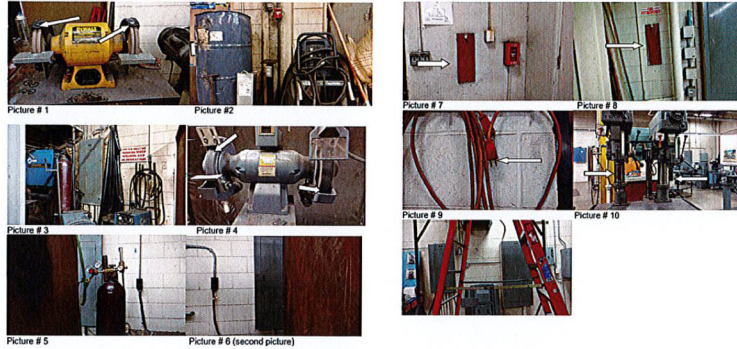 DEWALT
Picture # 1
Picture#2
Picture # 3
Picture # 4
Picture # 5
Picture # 6 (second picture)
Picture # 7
Picture # 8
Picture # 9
Picture # 10